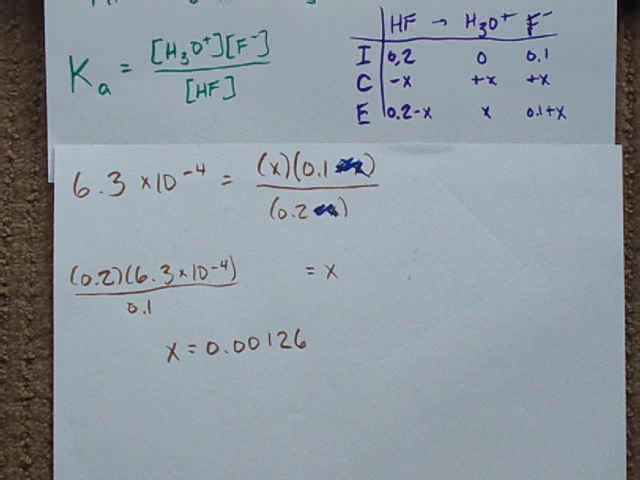 Ka = [H3O+][F-] / [HF]
HF → H3O+ F-
I 0.2 0 0.1
C -x +x +x
E 0.2-x x 0.1+x
6.3 ×10-4 = (x)(0.1 ) / (0.2 )
(0.2)(6.3×10-4) / 0.1 = x
x = 0.00126